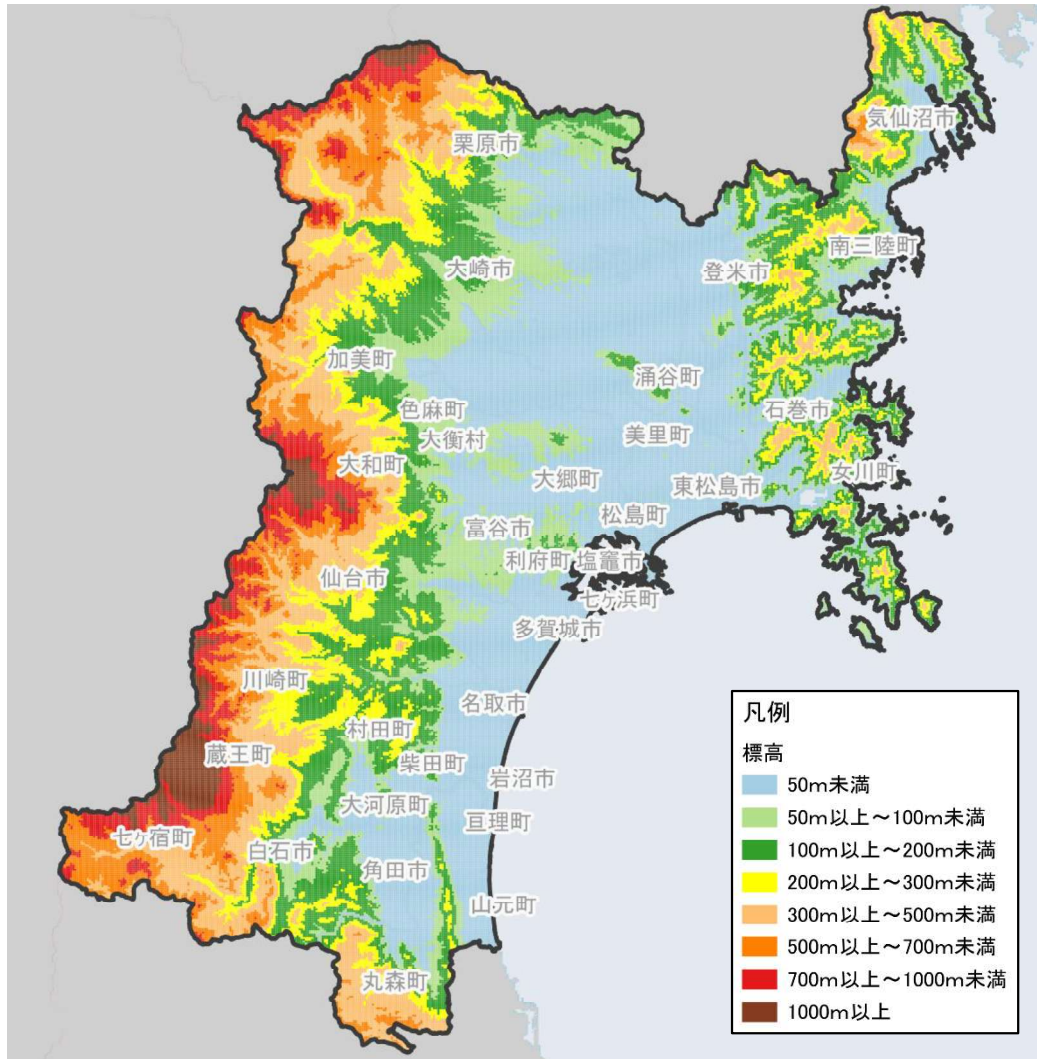 気仙沼市
栗原市
南三陸町
大崎市
登米市
加美町
涌谷町
色麻町
石巻市
大衡村
美里町
大和町
女川町
大郷町
東松島市
松島町
富谷市
利府町
塩竈市
仙台市
七ヶ浜町
多賀城市
川崎町
名取市
村田町
蔵王町
柴田町
岩沼市
大河原町
亘理町
七ヶ宿町
白石市
角田市
山元町
丸森町
凡例
標高
50m未満
50m以上~100m未満
100m以上~200m未満
200m以上~300m未満
300m以上~500m未満
500m以上~700m未満
700m以上~1000m未満
1000m以上